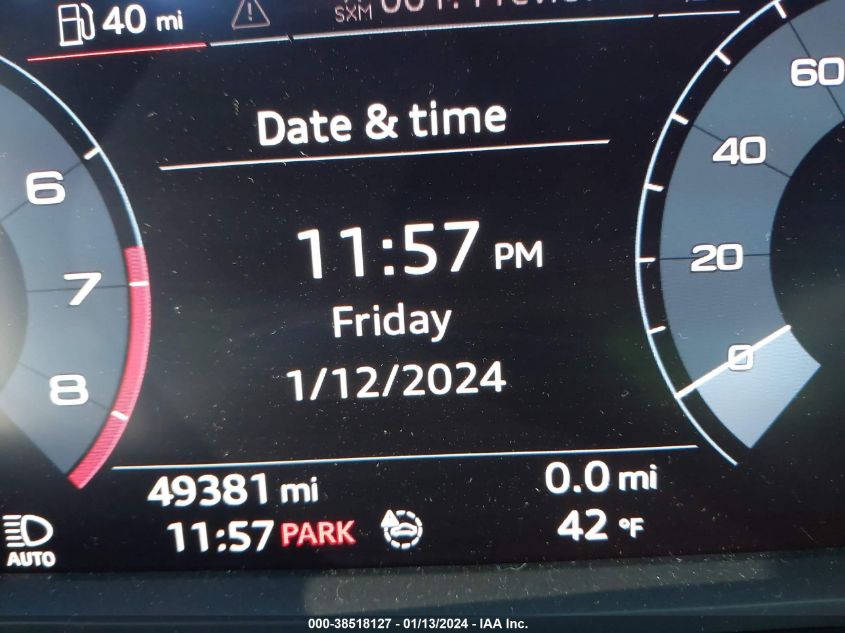 40 mi
SXM
Date & time
60
40
20
0
6
7
8
11:57 PM
Friday
1/12/2024
49381 mi 0.0 mi
11:57 PARK 42 °F
AUTO
000-38518127 - 01/13/2024 - IAA Inc.